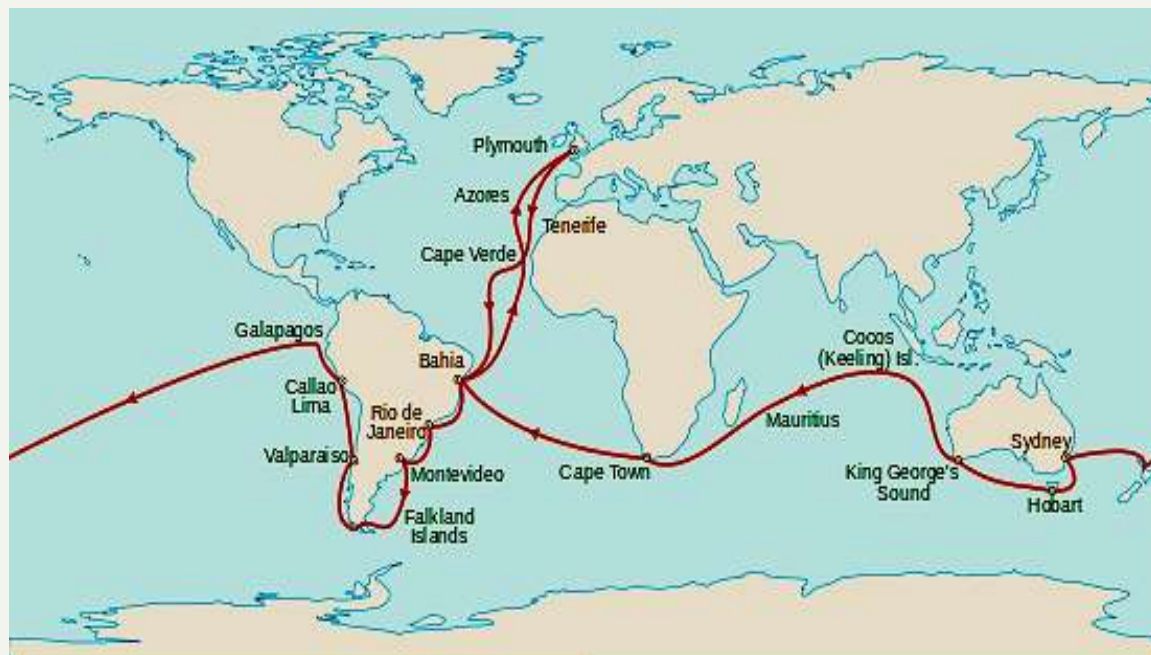 Plymouth
Azores
Tenerife
Cape Verde
Galapagos
Cocos
(Keeling) Isl.
Bahia
Callao
Lima
Rio de
Janeiro
Mauritius
Sydney
Valparaiso
Montevideo
Cape Town
King George's
Sound
Hobart
Falkland
Islands